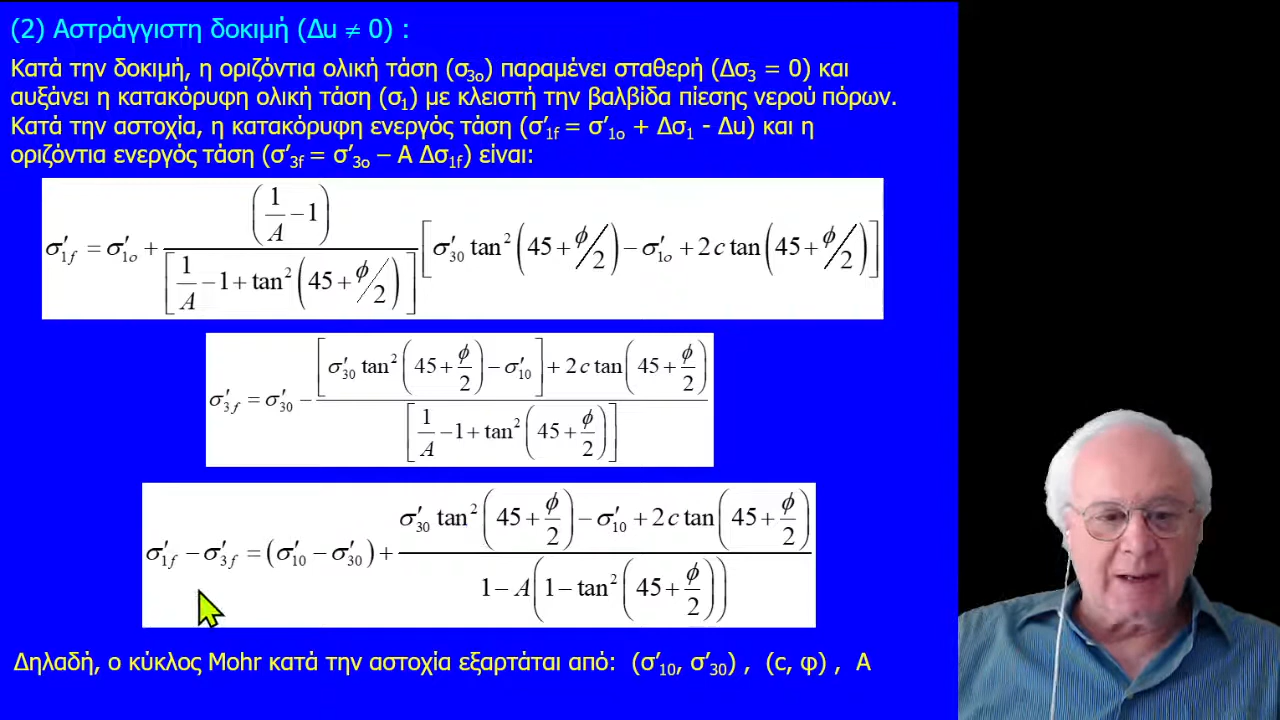 (2) Αστράγγιστη δοκιμή (Δu ≠ 0) :
Κατά την δοκιμή, η οριζόντια ολική τάση (σ₃ₒ) παραμένει σταθερή (Δσ₃ = 0) και
αυξάνει η κατακόρυφη ολική τάση (σ₁) με κλειστή την βαλβίδα πίεσης νερού πόρων.
Κατά την αστοχία, η κατακόρυφη ενεργός τάση (σ′₁f = σ′₁ₒ + Δσ₁ - Δu) και η
οριζόντια ενεργός τάση (σ′₃f = σ′₃ₒ – Α Δσ₁f) είναι:
σ′₁f = σ′₁ₒ + (1/A − 1) / [1/A − 1 + tan²(45 + ϕ/2)] [σ′₃₀ tan²(45 + ϕ/2) − σ′₁ₒ + 2c tan(45 + ϕ/2)]
σ′₃f = σ′₃₀ − [σ′₃₀ tan²(45 + ϕ/2) − σ′₁₀] + 2c tan(45 + ϕ/2) / [1/A − 1 + tan²(45 + ϕ/2)]
σ′₁f − σ′₃f = (σ′₁₀ − σ′₃₀) + σ′₃₀ tan²(45 + ϕ/2) − σ′₁₀ + 2c tan(45 + ϕ/2) / 1 − A(1 − tan²(45 + ϕ/2))
Δηλαδή, ο κύκλος Mohr κατά την αστοχία εξαρτάται από: (σ′₁₀, σ′₃₀) , (c, φ) , Α